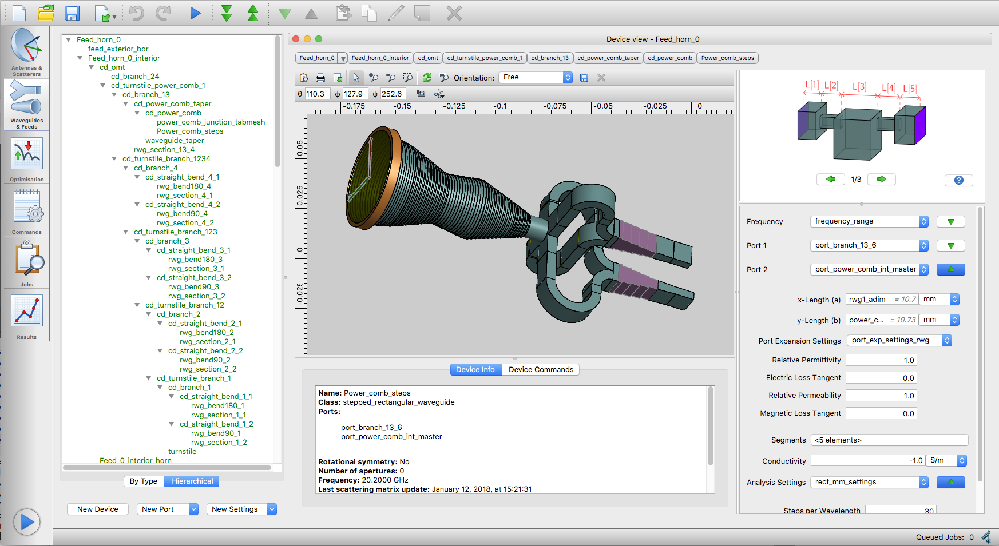 Device view - Feed_horn_0
Antennas &
Scatterers
Waveguides
& Feeds
Optimisation
Commands
Jobs
Results
Feed_horn_0
feed_exterior_bor
Feed_horn_0_interior
cd_omt
cd_branch_24
cd_turnstile_power_comb_1
cd_branch_13
cd_power_comb_taper
cd_power_comb
power_comb_junction_tabmesh
Power_comb_steps
waveguide_taper
rwg_section_13_4
cd_turnstile_branch_1234
cd_branch_4
cd_straight_bend_4_1
rwg_bend180_4
rwg_section_4_1
cd_straight_bend_4_2
rwg_bend90_4
rwg_section_4_2
cd_turnstile_branch_123
cd_branch_3
cd_straight_bend_3_1
rwg_bend180_3
rwg_section_3_1
cd_straight_bend_3_2
rwg_bend90_3
rwg_section_3_2
cd_turnstile_branch_12
cd_branch_2
cd_straight_bend_2_1
rwg_bend180_2
rwg_section_2_1
cd_straight_bend_2_2
rwg_bend90_2
rwg_section_2_2
cd_turnstile_branch_1
cd_branch_1
cd_straight_bend_1_1
rwg_bend180_1
rwg_section_1_1
cd_straight_bend_1_2
rwg_bend90_1
rwg_section_1_2
turnstile
Feed_0_interior_horn
By Type Hierarchical
New Device New Port New Settings
Feed_horn_0 Feed_horn_0_interior cd_omt cd_turnstile_power_comb_1 cd_branch_13 cd_power_comb_taper cd_power_comb Power_comb_steps
Orientation: Free
θ 110.3 φ 127.9 ψ 252.6
-0.175 -0.15 -0.125 -0.1 -0.075 -0.05 -0.025 0
0.05
0.025
0
-0.025
Device Info Device Commands
Name: Power_comb_steps
Class: stepped_rectangular_waveguide
Ports:
port_branch_13_6
port_power_comb_int_master
Rotational symmetry: No
Number of apertures: 0
Frequency: 20.2000 GHz
Last scattering matrix update: January 12, 2018, at 15:21:31
L[1] L[2] L[3] L[4] L[5]
1/3 ?
Frequency frequency_range
Port 1 port_branch_13_6
Port 2 port_power_comb_int_master
x-Length (a) rwg1_adim = 10.7 mm
y-Length (b) power_c... = 10.73 mm
Port Expansion Settings port_exp_settings_rwg
Relative Permittivity 1.0
Electric Loss Tangent 0.0
Relative Permeability 1.0
Magnetic Loss Tangent 0.0
Segments <5 elements>
Conductivity -1.0 S/m
Analysis Settings rect_mm_settings
Steps per Wavelength 30
Queued Jobs: 0